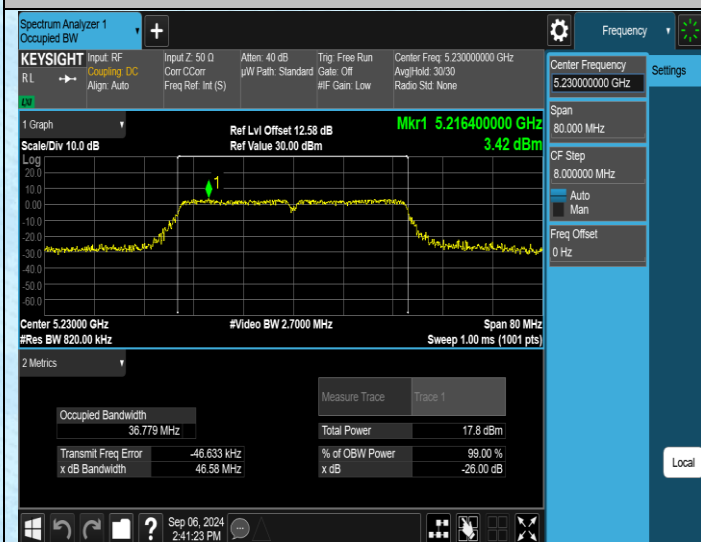 Spectrum Analyzer 1
Occupied BW
Frequency
KEYSIGHT
Input: RF
Coupling: DC
Align: Auto
Input Z: 50 Ω
Corr CCorr
Freq Ref: Int (S)
Atten: 40 dB
µW Path: Standard
Trig: Free Run
Gate: Off
#IF Gain: Low
Center Freq: 5.230000000 GHz
Avg|Hold: 30/30
Radio Std: None
R L
LXI
Center Frequency
5.230000000 GHz
Settings
Span
80.000 MHz
CF Step
8.000000 MHz
Auto
Man
Freq Offset
0 Hz
1 Graph
Ref Lvl Offset 12.58 dB
Mkr1 5.216400000 GHz
Scale/Div 10.0 dB
Ref Value 30.00 dBm
3.42 dBm
Log
20.0
10.0
0.00
-10.0
-20.0
-30.0
-40.0
-50.0
-60.0
1
Center 5.23000 GHz
#Video BW 2.7000 MHz
Span 80 MHz
#Res BW 820.00 kHz
Sweep 1.00 ms (1001 pts)
2 Metrics
Measure Trace
Trace 1
Occupied Bandwidth
36.779 MHz
Total Power
17.8 dBm
Transmit Freq Error
-46.633 kHz
% of OBW Power
99.00 %
x dB Bandwidth
46.58 MHz
x dB
-26.00 dB
Local
?
Sep 06, 2024
2:41:23 PM